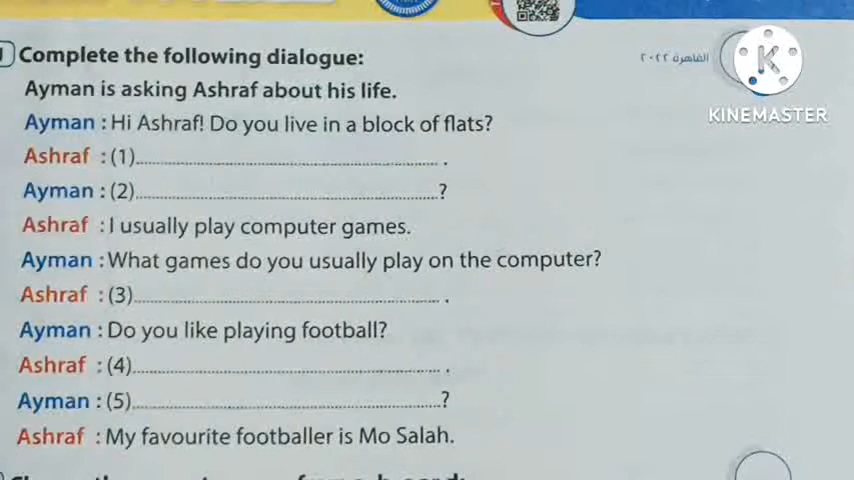 Complete the following dialogue:
القاهرة ٢٠٢٢
K
KINEMASTER
Ayman is asking Ashraf about his life.
Ayman : Hi Ashraf! Do you live in a block of flats?
Ashraf : (1)........................................ .
Ayman : (2)........................................?
Ashraf : I usually play computer games.
Ayman : What games do you usually play on the computer?
Ashraf : (3)........................................ .
Ayman : Do you like playing football?
Ashraf : (4)........................................ .
Ayman : (5)........................................?
Ashraf : My favourite footballer is Mo Salah.